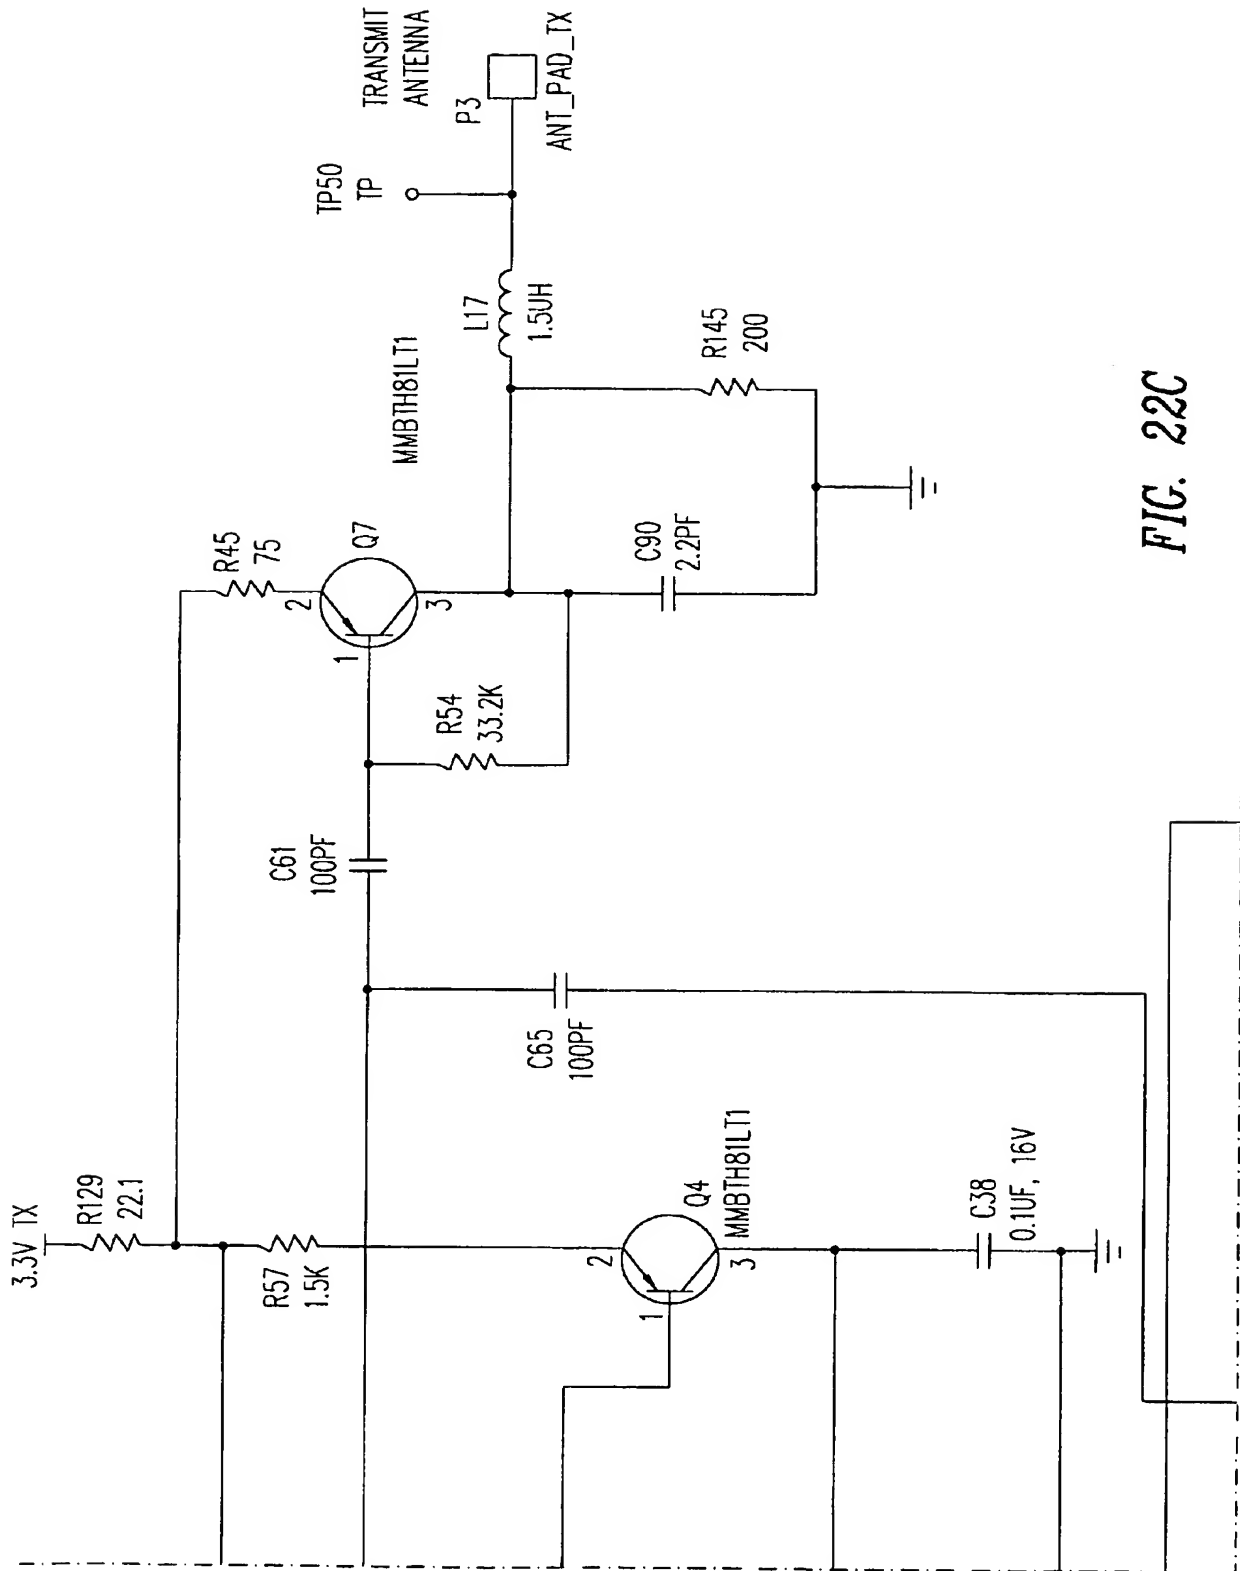 TRANSMIT
ANTENNA
P3
ANT_PAD_TX
TP50
TP
L17
1.5UH
MMBTH81LT1
R145
200
R45
75
Q7
2
3
1
C90
2.2PF
R54
33.2K
C61
100PF
C65
100PF
3.3V TX
R129
22.1
R57
1.5K
Q4
MMBTH81LT1
2
3
1
C38
0.1UF, 16V
FIG. 22C